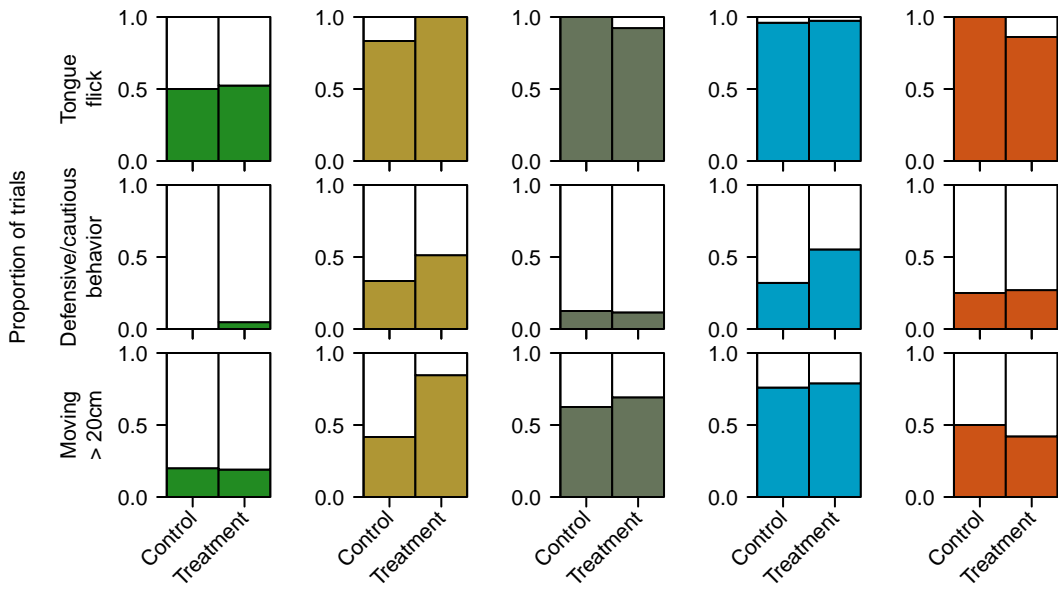 Proportion of trials
Tongue
flick
1.0 1.0 1.0 1.0 1.0
0.5 0.5 0.5 0.5 0.5
0.0 0.0 0.0 0.0 0.0
Defensive/cautious
behavior
1.0 1.0 1.0 1.0 1.0
0.5 0.5 0.5 0.5 0.5
0.0 0.0 0.0 0.0 0.0
Moving
> 20cm
1.0 1.0 1.0 1.0 1.0
0.5 0.5 0.5 0.5 0.5
0.0 0.0 0.0 0.0 0.0
Control Treatment Control Treatment Control Treatment Control Treatment Control Treatment